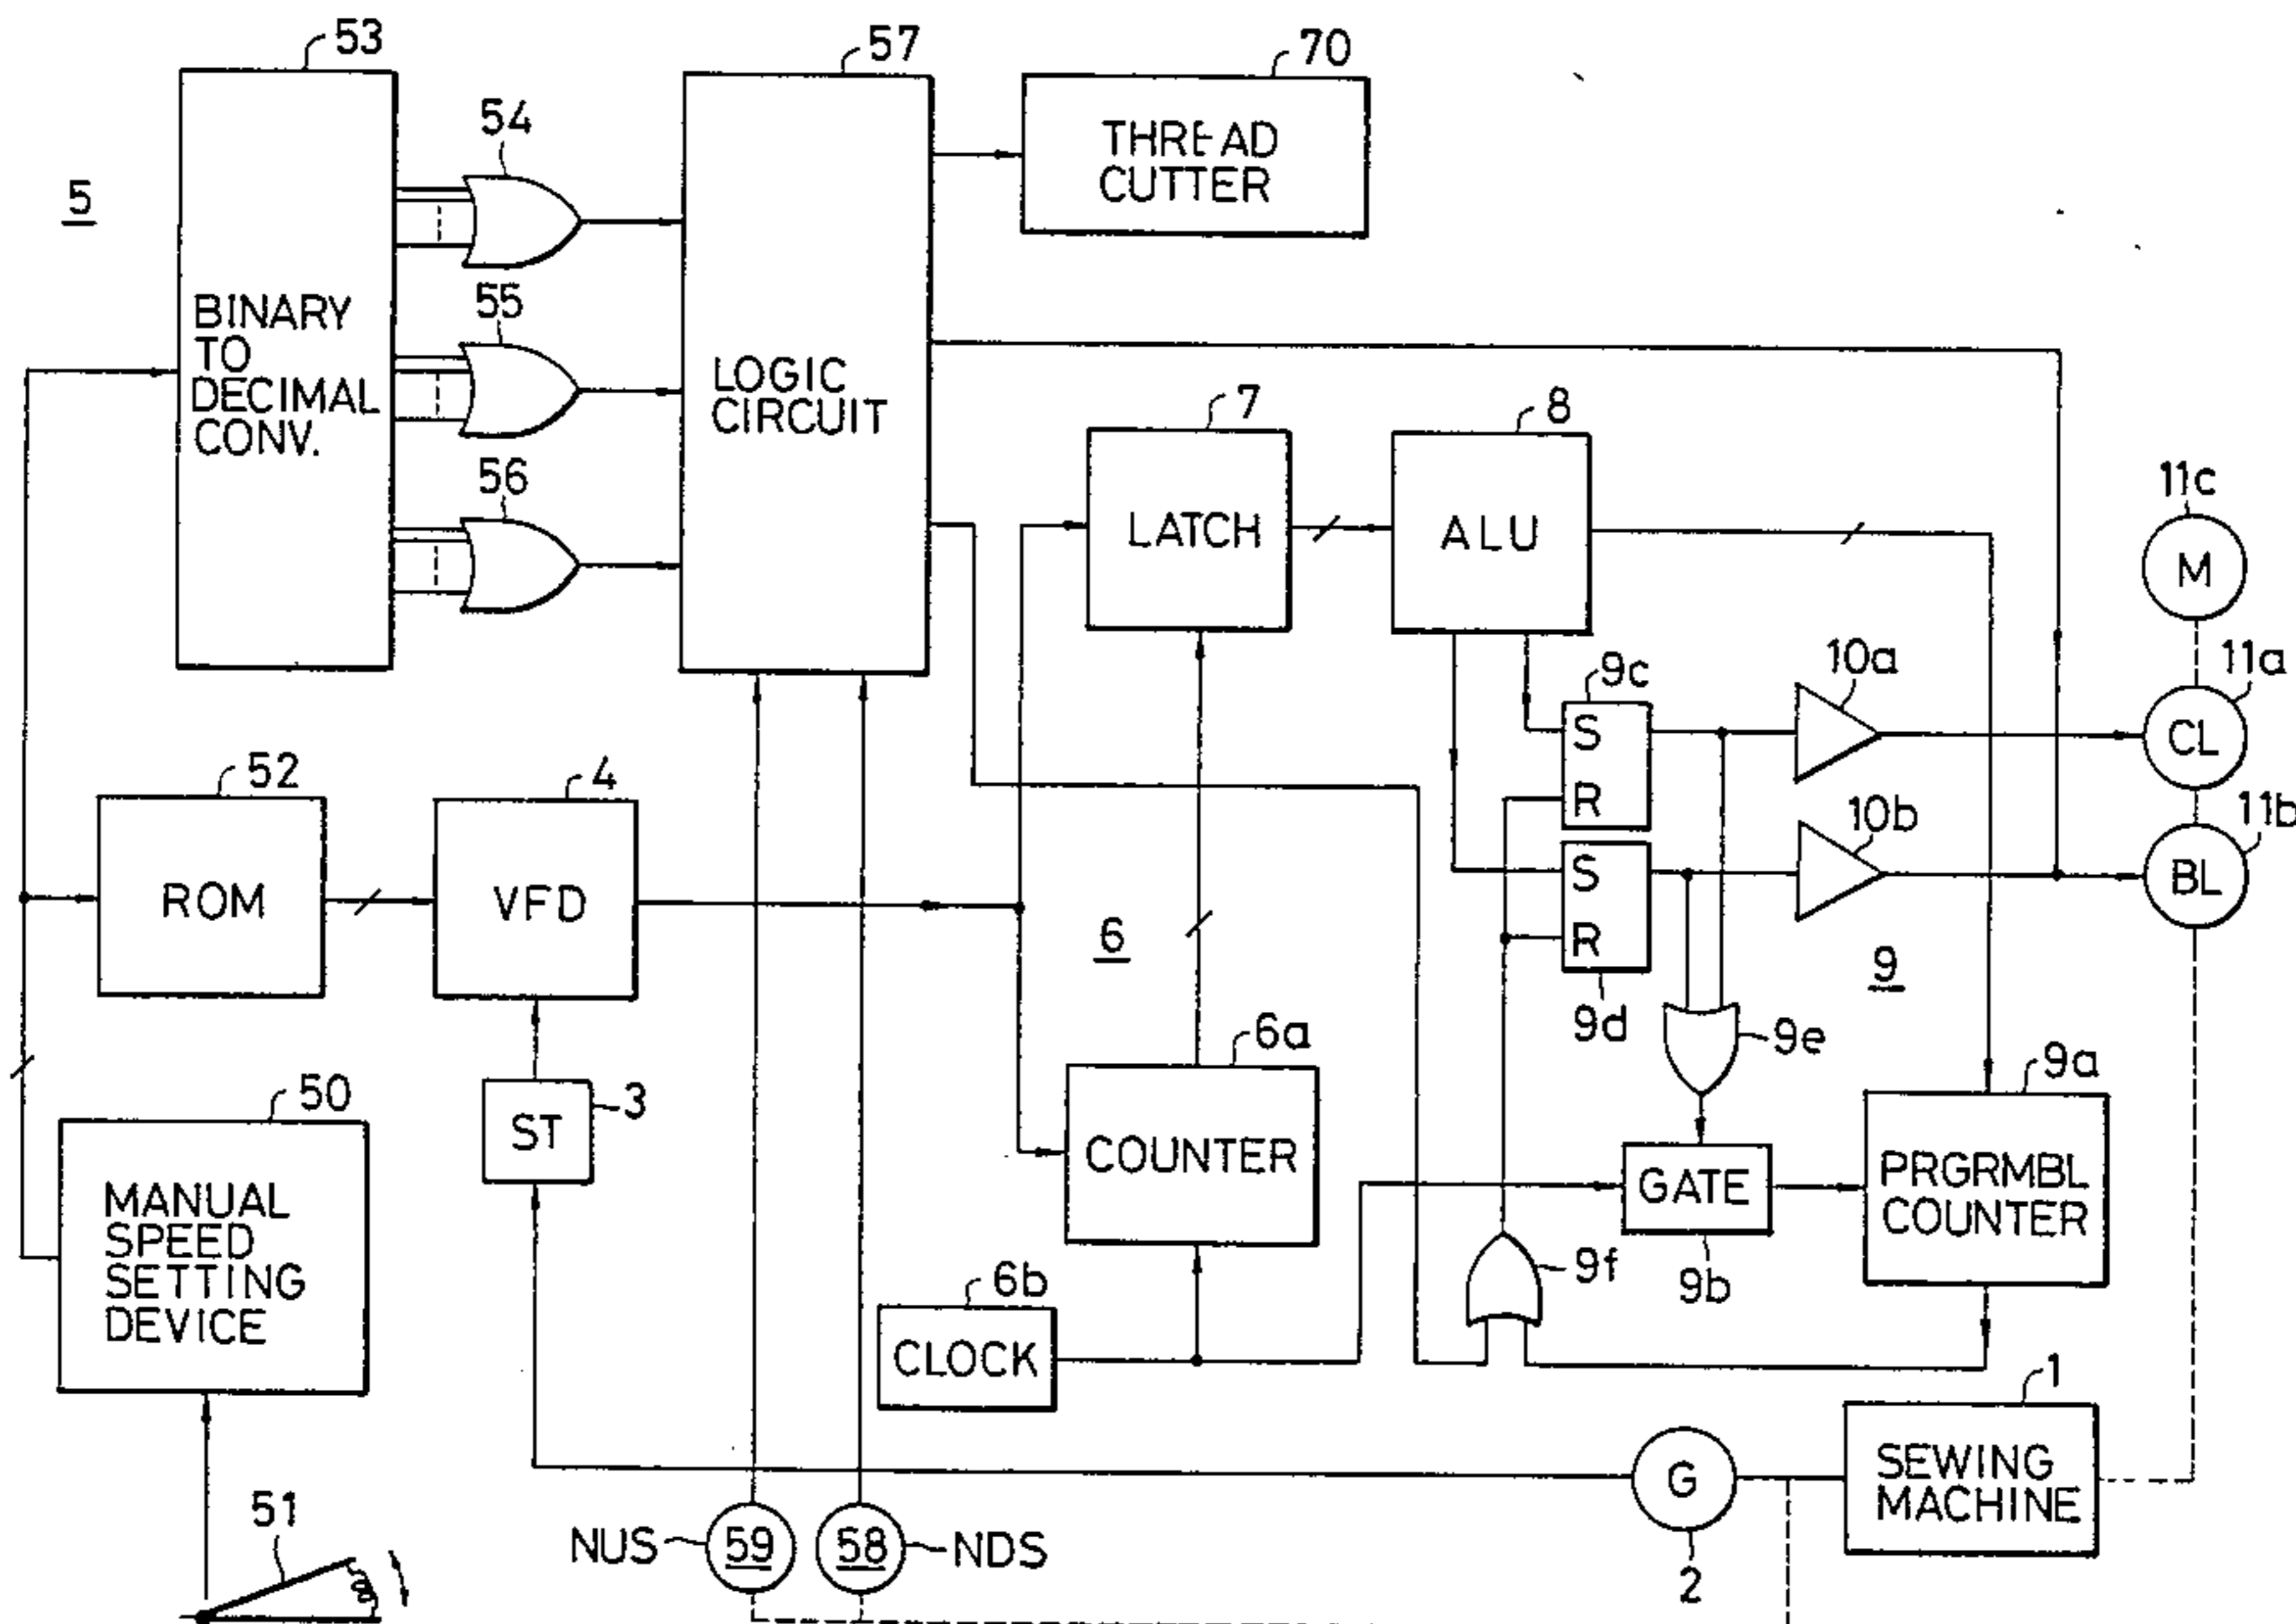 53
57
70
54
5
THREAD
CUTTER
55
BINARY
TO
DECIMAL
CONV.
LOGIC
CIRCUIT
56
7
8
11c
LATCH
ALU
M
9c
10a
11a
S
R
CL
52
4
10b
11b
ROM
VFD
S
R
BL
6
9
9d
9e
6a
9a
50
ST
3
COUNTER
GATE
PRGRMBL
COUNTER
MANUAL
SPEED
SETTING
DEVICE
6b
9f
9b
CLOCK
1
G
SEWING
MACHINE
51
NUS
59
58
NDS
2